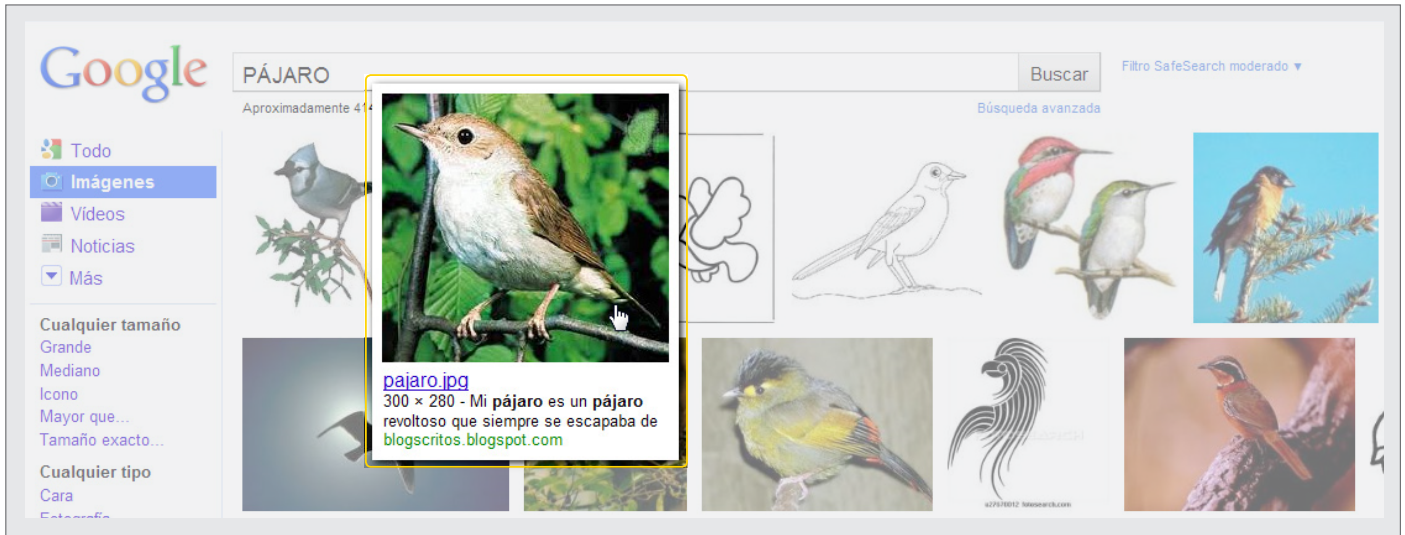 Google
PÁJARO
Buscar
Filtro SafeSearch moderado ▼
Aproximadamente 41
Búsqueda avanzada
Todo
Imágenes
Vídeos
Noticias
Más
Cualquier tamaño
Grande
Mediano
Icono
Mayor que…
Tamaño exacto…
Cualquier tipo
Cara
Fotografía
pajaro.jpg
300 × 280 - Mi pájaro es un pájaro
revoltoso que siempre se escapaba de
blogscritos.blogspot.com